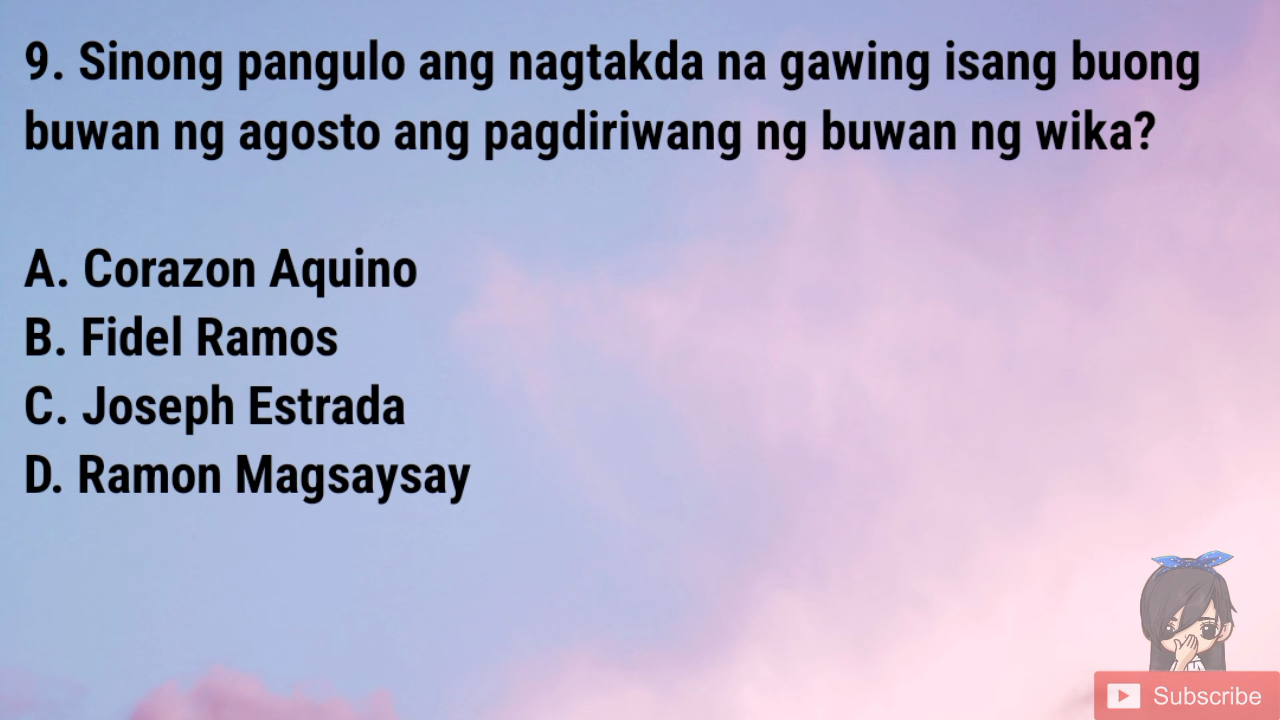 9. Sinong pangulo ang nagtakda na gawing isang buong
buwan ng agosto ang pagdiriwang ng buwan ng wika?
A. Corazon Aquino
B. Fidel Ramos
C. Joseph Estrada
D. Ramon Magsaysay
Subscribe